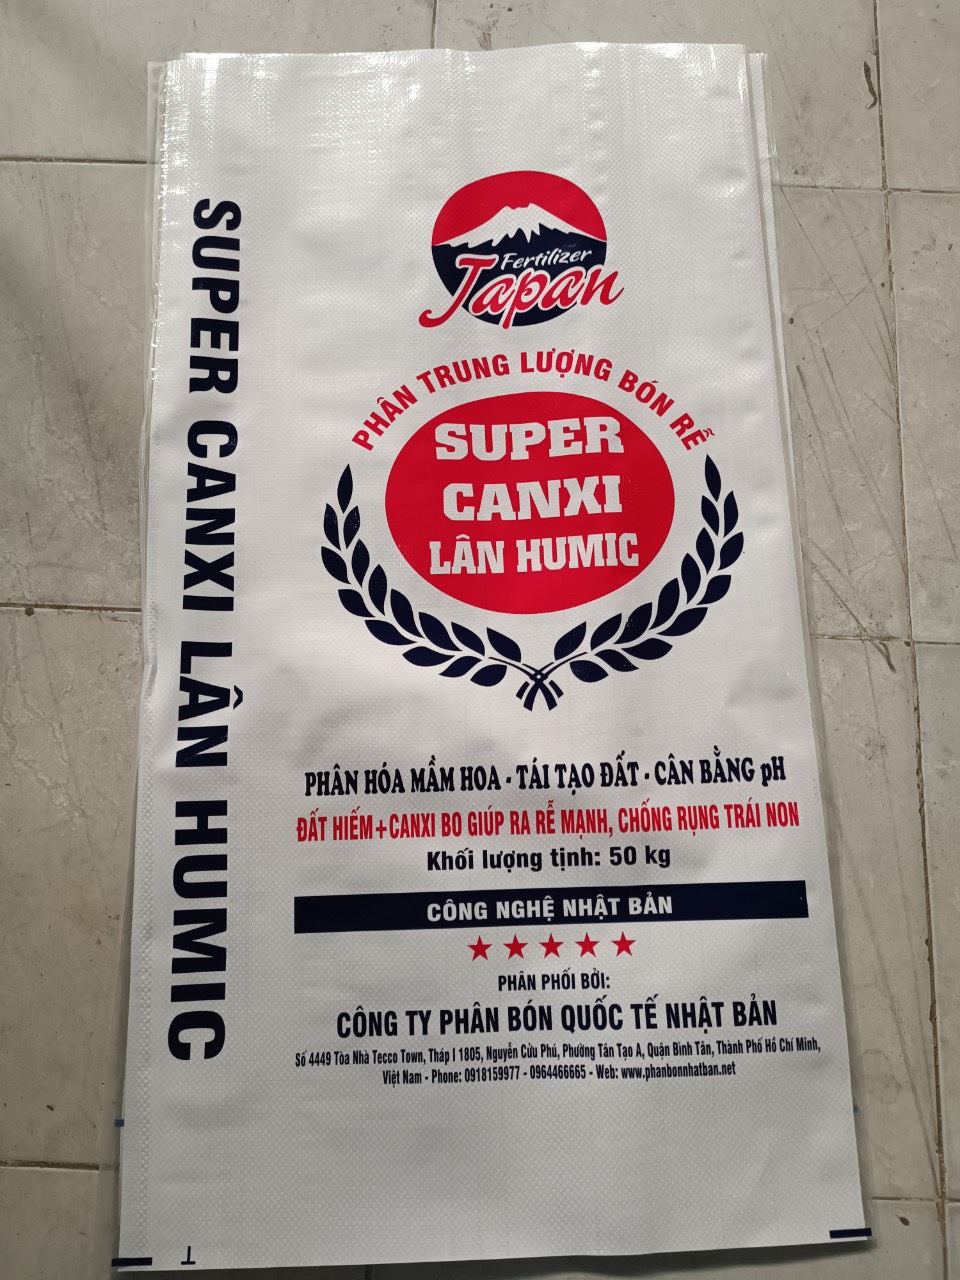 SUPER CANXI LÂN HUMIC
Fertilizer
Japan
PHÂN TRUNG LƯỢNG BÓN RỄ
SUPER
CANXI
LÂN HUMIC
PHÂN HÓA MẦM HOA - TÁI TẠO ĐẤT - CÂN BẰNG pH
ĐẤT HIẾM+CANXI BO GIÚP RA RỄ MẠNH, CHỐNG RỤNG TRÁI NON
Khối lượng tịnh: 50 kg
CÔNG NGHỆ NHẬT BẢN
PHÂN PHỐI BỞI:
CÔNG TY PHÂN BÓN QUỐC TẾ NHẬT BẢN
Số 4449 Tòa Nhà Tecco Town, Tháp I 1805, Nguyễn Cửu Phú, Phường Tân Tạo A, Quận Bình Tân, Thành Phố Hồ Chí Minh,
Việt Nam - Phone: 0918159977 - 0964466665 - Web: www.phanbonnhatban.net